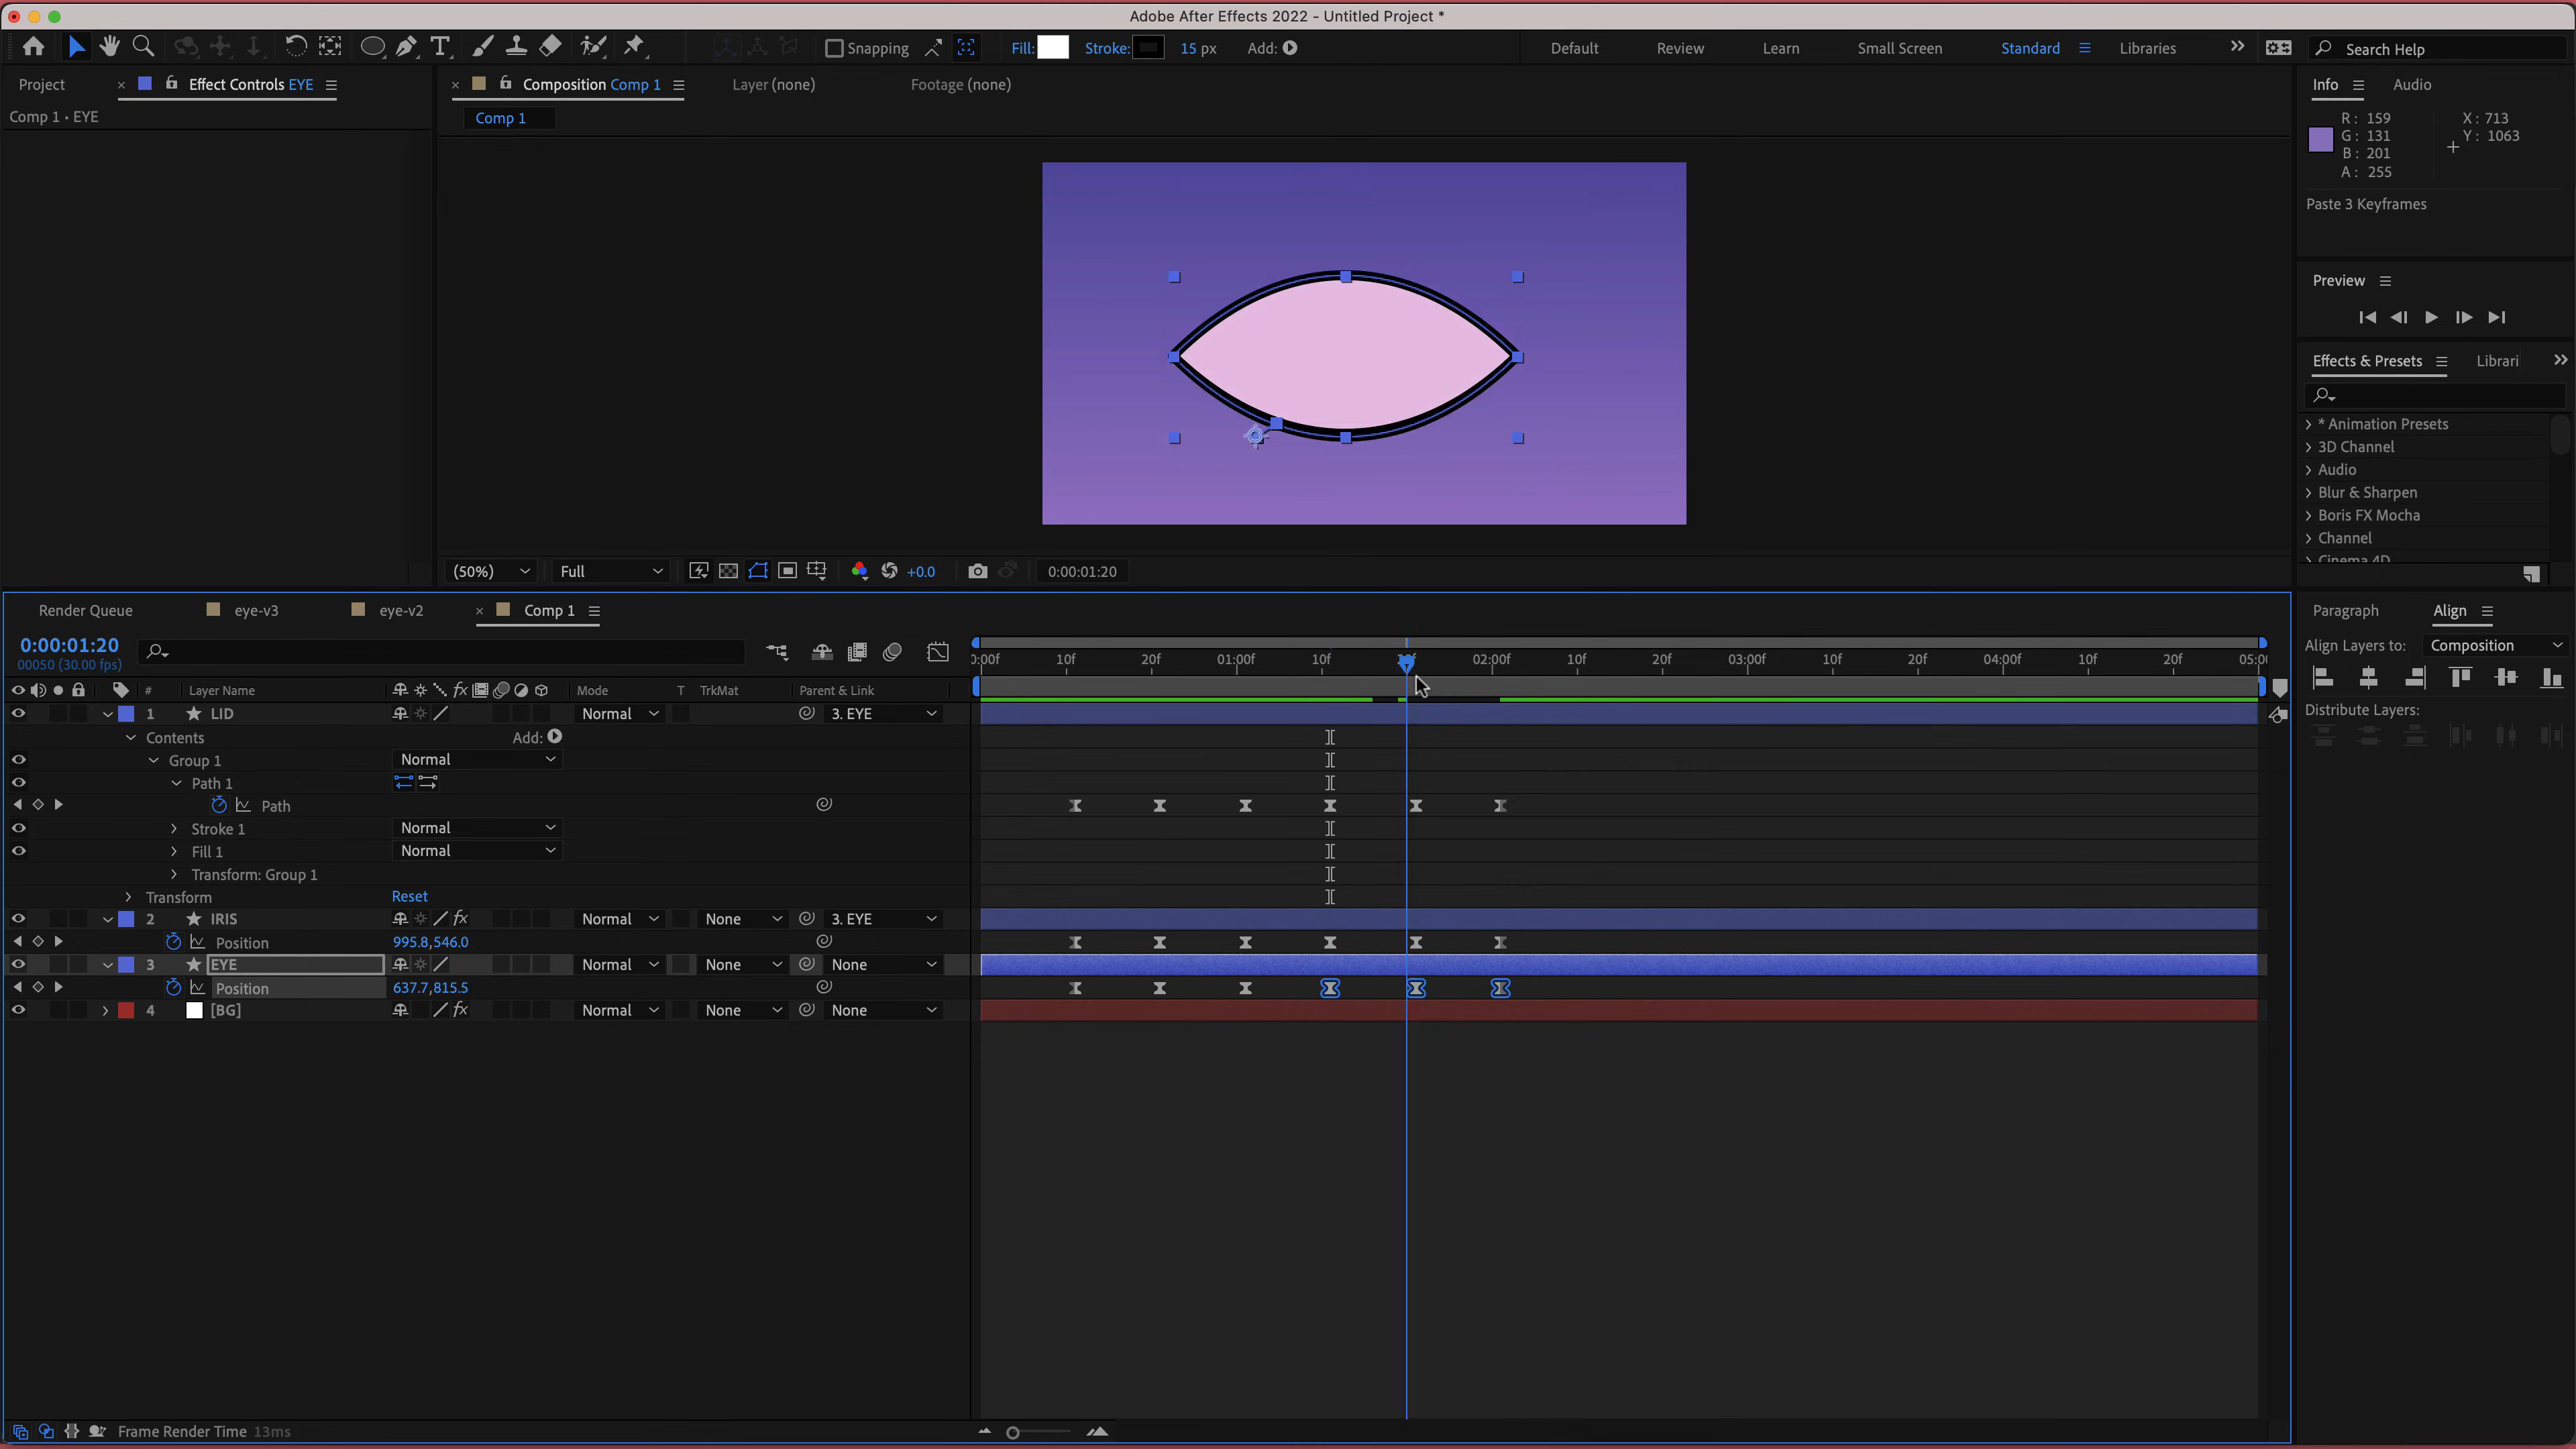 Adobe After Effects 2022 - Untitled Project *
Snapping
Fill:
Stroke:
15 px
Add:
Default
Review
Learn
Small Screen
Standard
Libraries
Search Help
Project
Effect Controls EYE
Comp 1 • EYE
Composition Comp 1
Layer (none)
Footage (none)
Comp 1
Info
Audio
R: 159
G: 131
B: 201
A: 255
X: 713
Y: 1063
Paste 3 Keyframes
Preview
Effects & Presets
Librari
* Animation Presets
3D Channel
Audio
Blur & Sharpen
Boris FX Mocha
Channel
Cinema 4D
(50%)
Full
+0.0
0:00:01:20
Render Queue
eye-v3
eye-v2
Comp 1
Paragraph
Align
Align Layers to:
Composition
Distribute Layers:
0:00:01:20
00050 (30.00 fps)
):00f
10f
20f
01:00f
10f
02:00f
10f
20f
03:00f
10f
20f
04:00f
10f
20f
05:00
#
Layer Name
Mode
T
TrkMat
Parent & Link
1
LID
Normal
3. EYE
Contents
Add:
Group 1
Normal
Path 1
Path
Stroke 1
Normal
Fill 1
Normal
Transform: Group 1
Transform
Reset
2
IRIS
Normal
None
3. EYE
Position
995.8,546.0
3
EYE
Normal
None
None
Position
637.7,815.5
4
[BG]
Normal
None
None
Frame Render Time 13ms